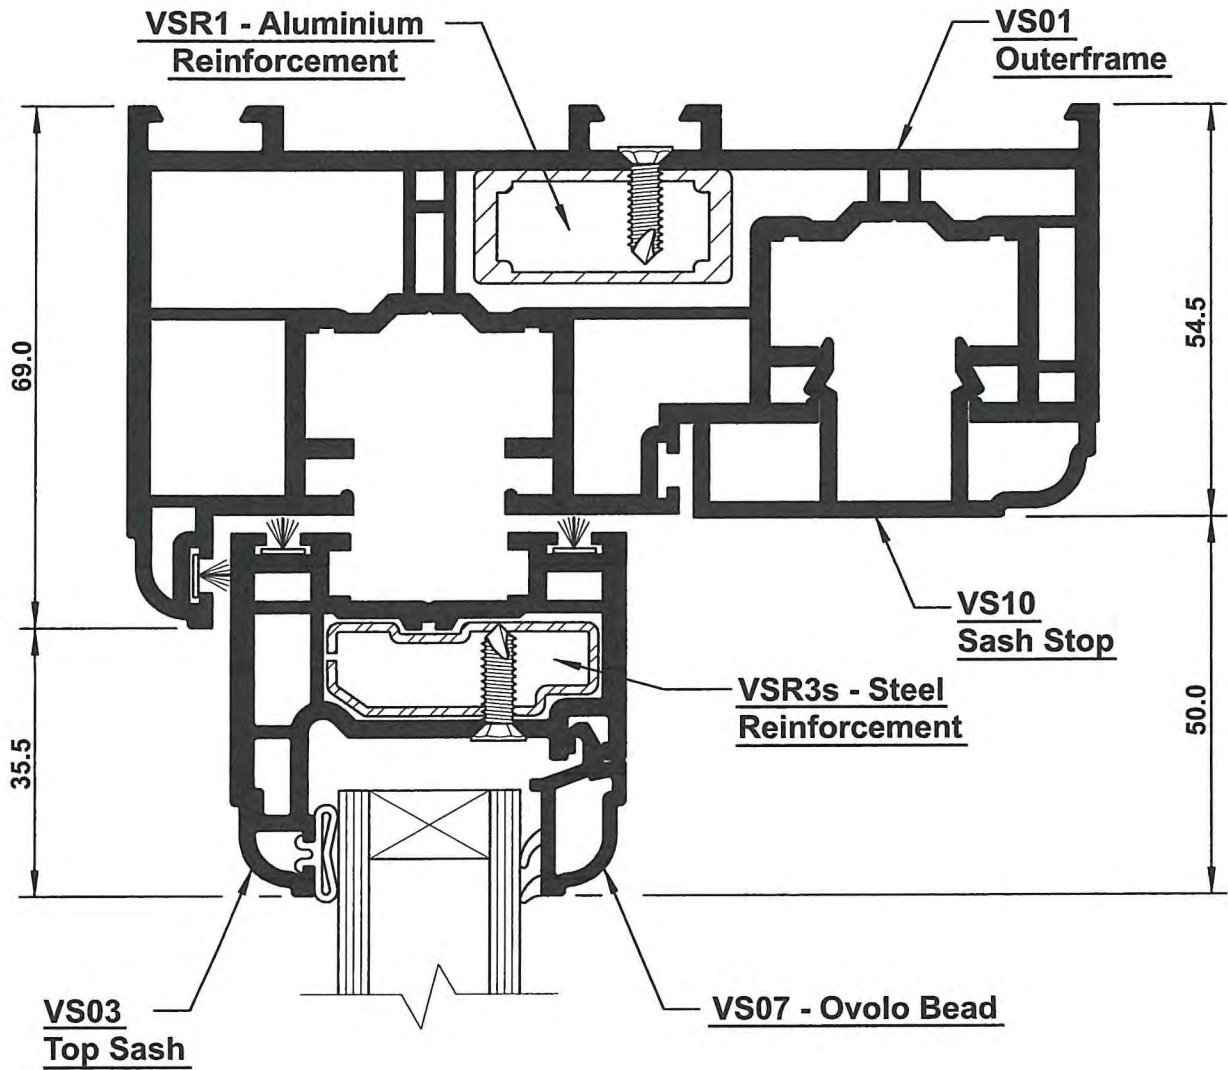 VSR1 - Aluminium
Reinforcement
VS01
Outerframe
69.0
54.5
VS10
Sash Stop
VSR3s - Steel
Reinforcement
35.5
50.0
VS03
Top Sash
VS07 - Ovolo Bead